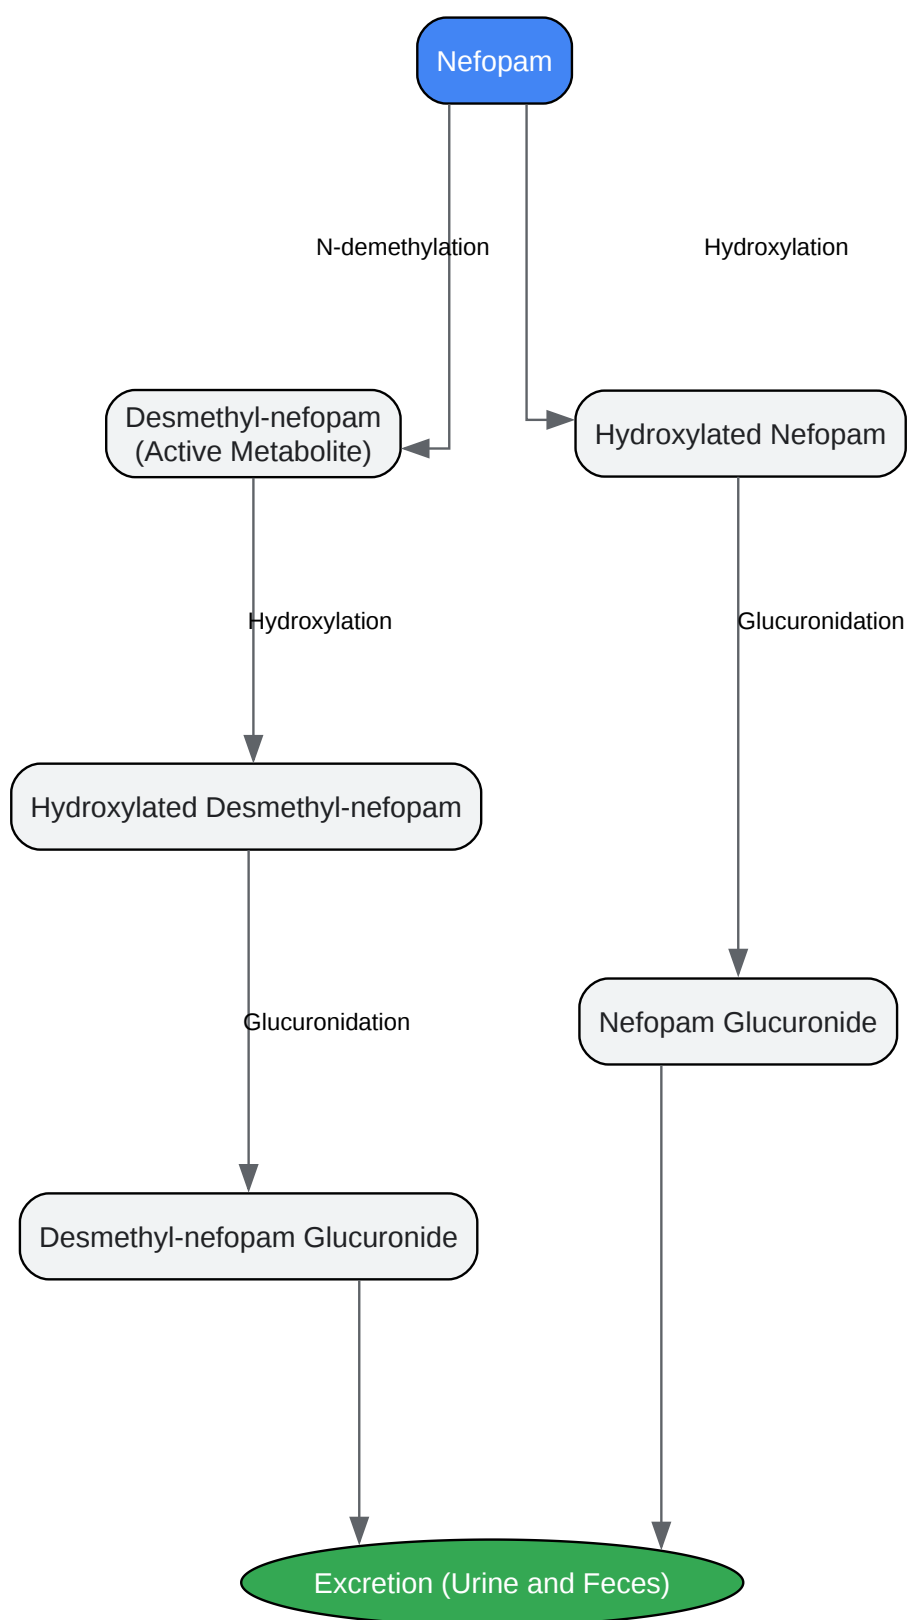 Nefopam
N-demethylation
Hydroxylation
Desmethyl-nefopam
(Active Metabolite)
Hydroxylated Nefopam
Hydroxylation
Glucuronidation
Hydroxylated Desmethyl-nefopam
Nefopam Glucuronide
Glucuronidation
Desmethyl-nefopam Glucuronide
Excretion (Urine and Feces)